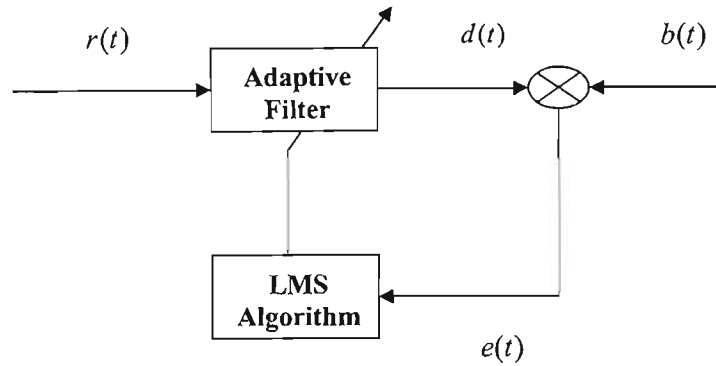 r(t)
d(t)
b(t)
Adaptive
Filter
LMS
Algorithm
e(t)